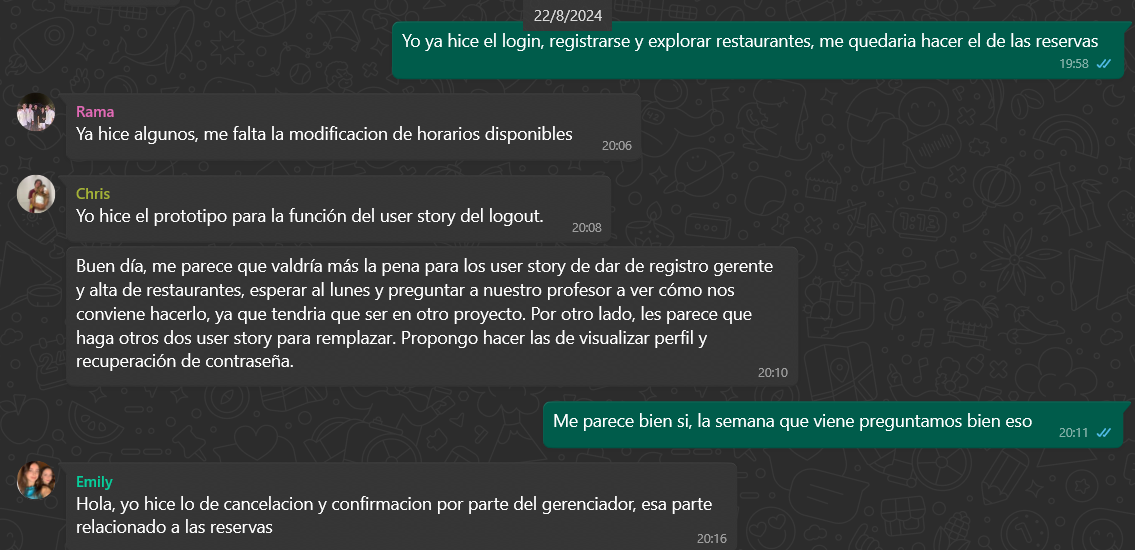 22/8/2024
Yo ya hice el login, registrarse y explorar restaurantes, me quedaria hacer el de las reservas
19:58
Rama
Ya hice algunos, me falta la modificacion de horarios disponibles
20:06
Chris
Yo hice el prototipo para la función del user story del logout.
20:08
Buen día, me parece que valdría más la pena para los user story de dar de registro gerente
y alta de restaurantes, esperar al lunes y preguntar a nuestro profesor a ver cómo nos
conviene hacerlo, ya que tendria que ser en otro proyecto. Por otro lado, les parece que
haga otros dos user story para remplazar. Propongo hacer las de visualizar perfil y
recuperación de contraseña.
20:10
Me parece bien si, la semana que viene preguntamos bien eso
20:11
Emily
Hola, yo hice lo de cancelacion y confirmacion por parte del gerenciador, esa parte
relacionado a las reservas
20:16